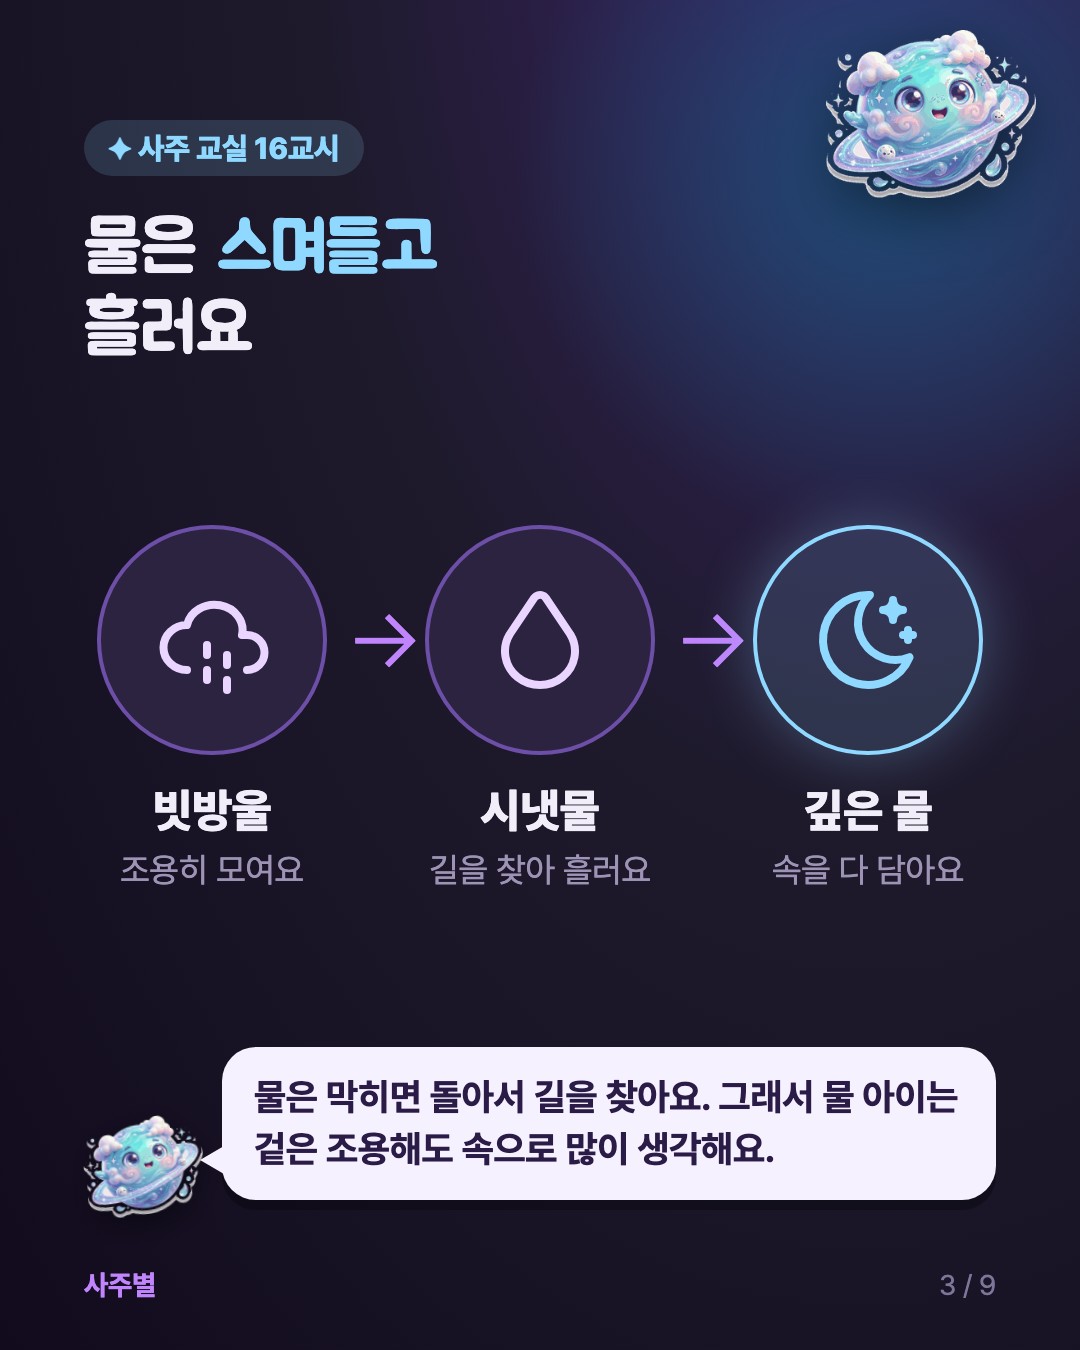 ✦ 사주 교실 16교시
물은 스며들고
흘러요
빗방울
조용히 모여요
시냇물
길을 찾아 흘러요
깊은 물
속을 다 담아요
물은 막히면 돌아서 길을 찾아요. 그래서 물 아이는
겉은 조용해도 속으로 많이 생각해요.
사주별
3 / 9